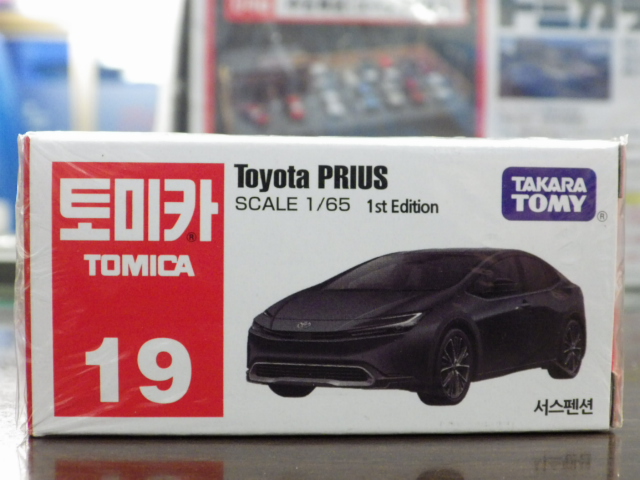 토미카®
TOMICA
19
Toyota PRIUS
SCALE 1/65 1st Edition
TAKARA
TOMY®
서스펜션